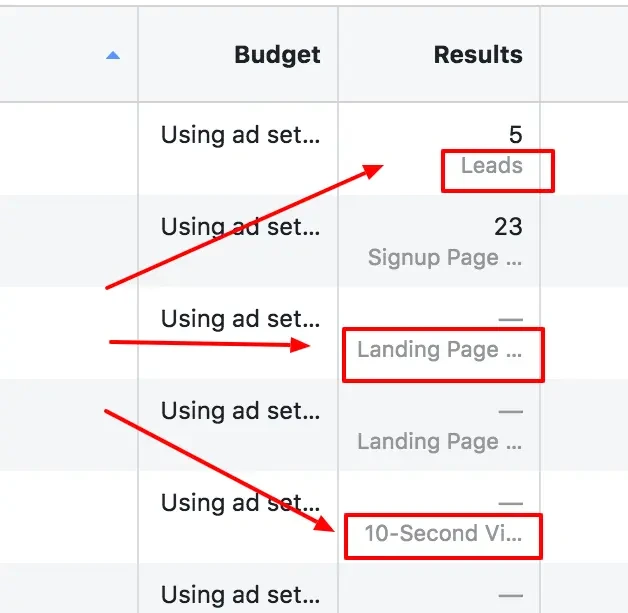 Budget Results
Using ad set... 5
Leads
Using ad set... 23
Signup Page ...
Using ad set... —
Landing Page ...
Using ad set... —
Landing Page ...
Using ad set... —
10-Second Vi...
Using ad set... —